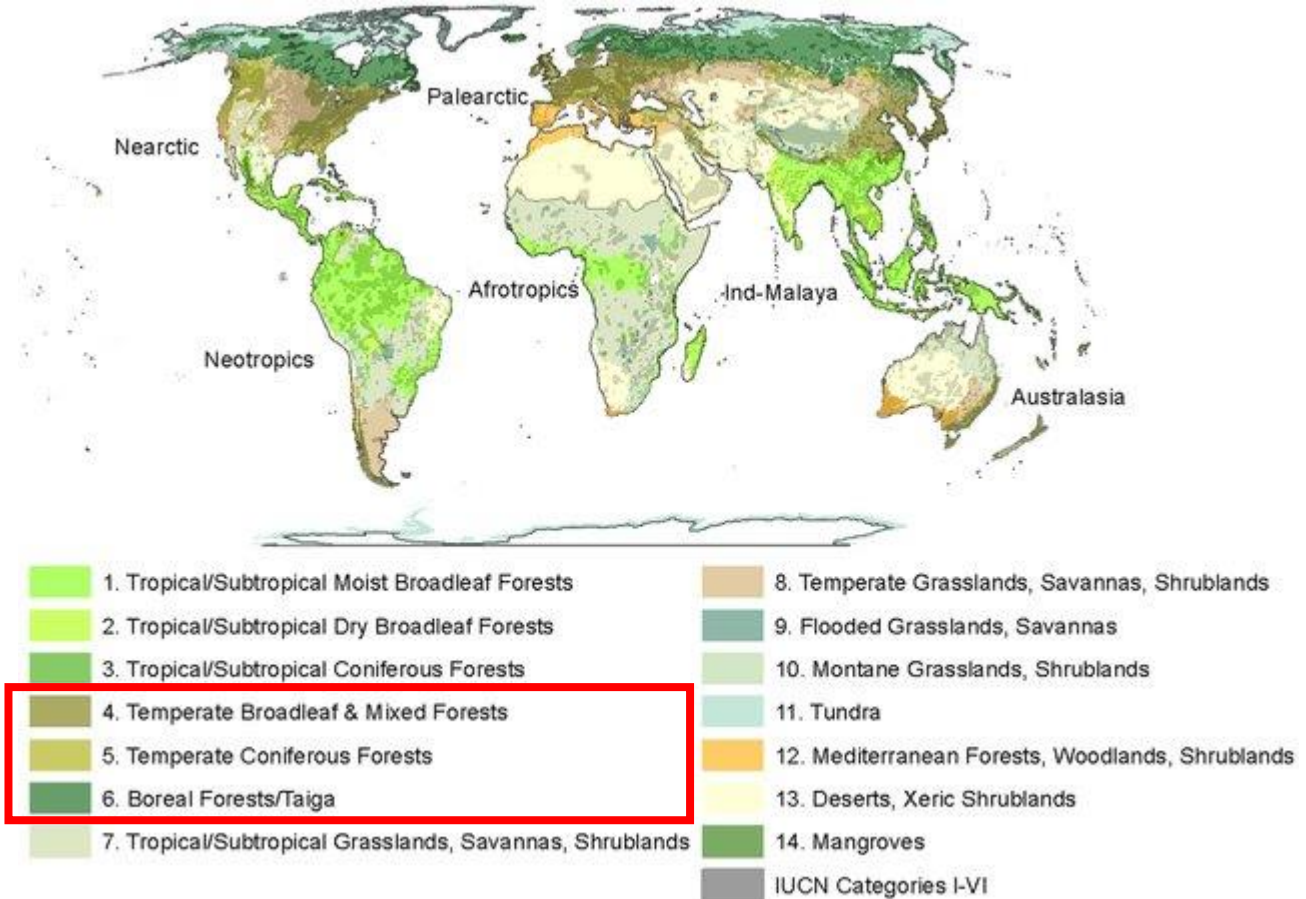 Palearctic
Nearctic
Afrotropics
Ind-Malaya
Neotropics
Australasia
1. Tropical/Subtropical Moist Broadleaf Forests
2. Tropical/Subtropical Dry Broadleaf Forests
3. Tropical/Subtropical Coniferous Forests
4. Temperate Broadleaf & Mixed Forests
5. Temperate Coniferous Forests
6. Boreal Forests/Taiga
7. Tropical/Subtropical Grasslands, Savannas, Shrublands
8. Temperate Grasslands, Savannas, Shrublands
9. Flooded Grasslands, Savannas
10. Montane Grasslands, Shrublands
11. Tundra
12. Mediterranean Forests, Woodlands, Shrublands
13. Deserts, Xeric Shrublands
14. Mangroves
IUCN Categories I-VI